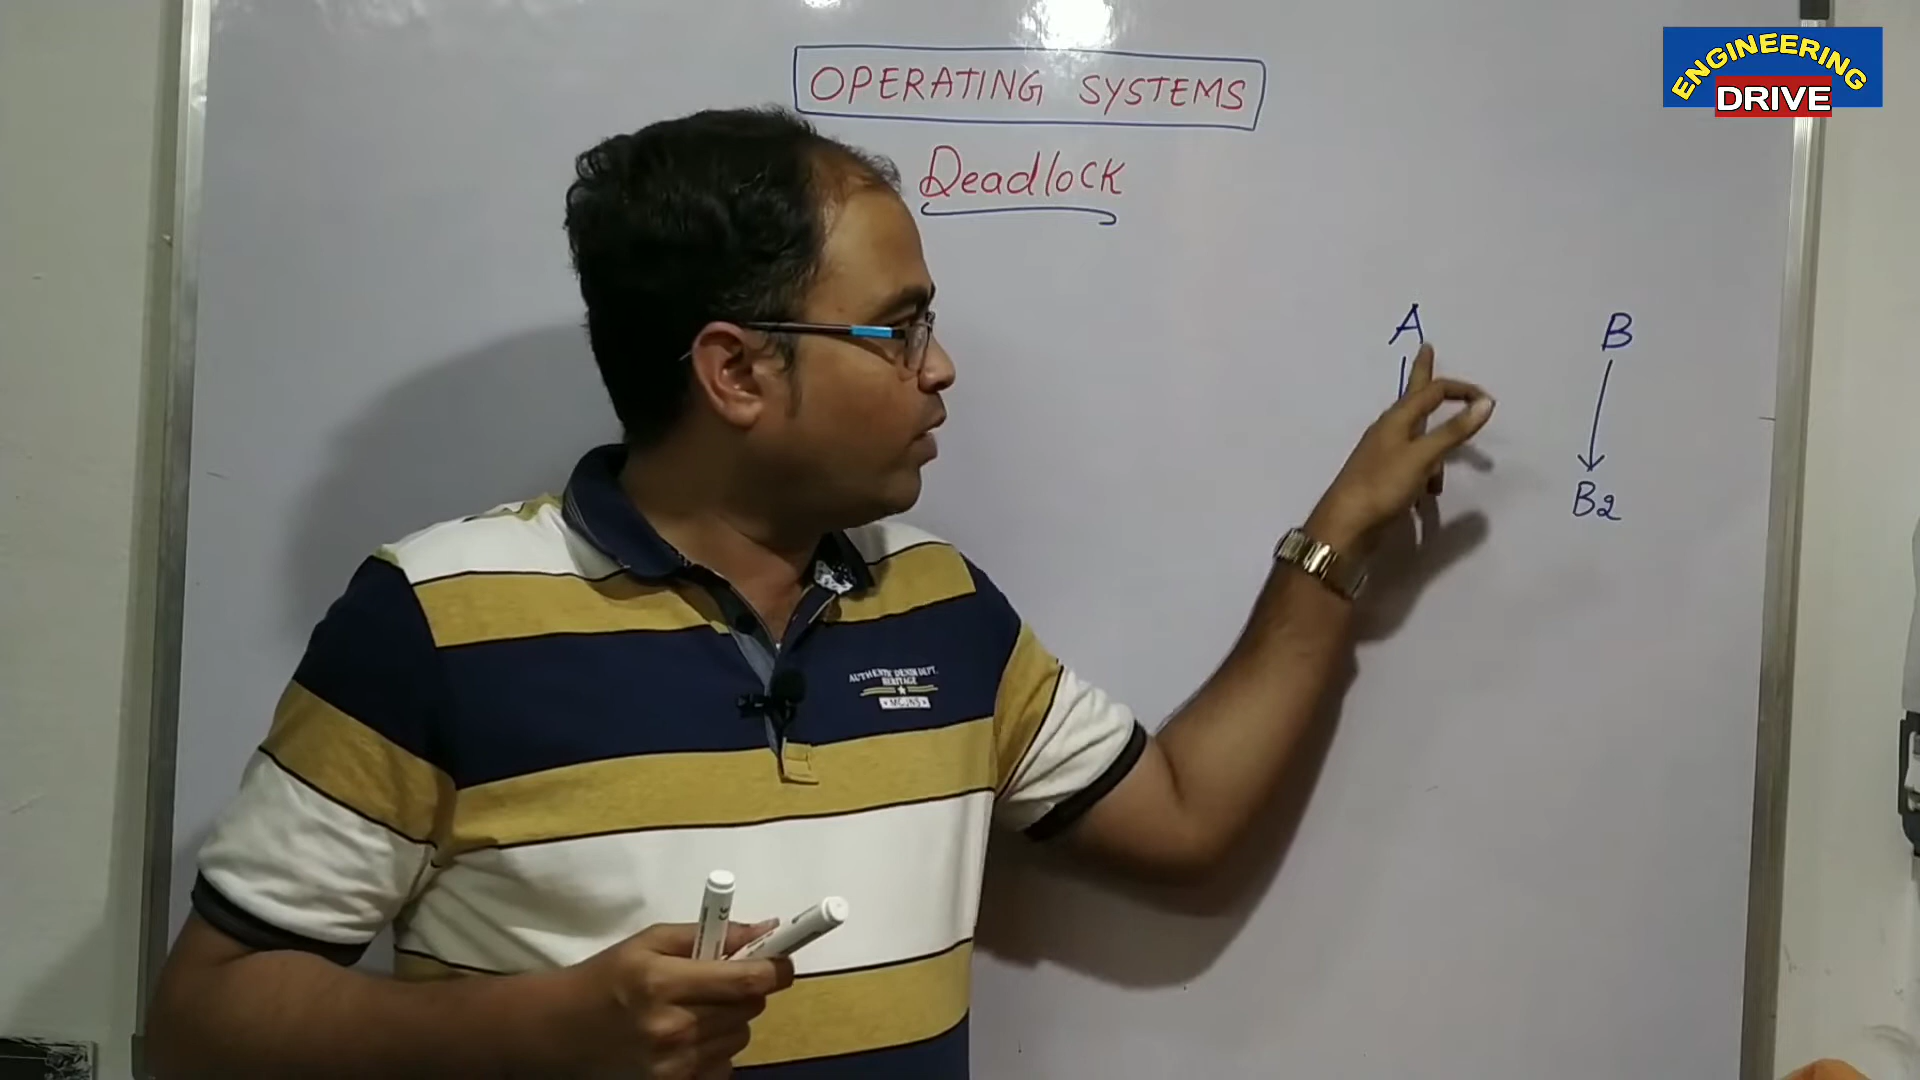 ENGINEERING
DRIVE
OPERATING SYSTEMS
Deadlock
A B
B2
AUTHENTIC DENIM DEPT.
HERITAGE